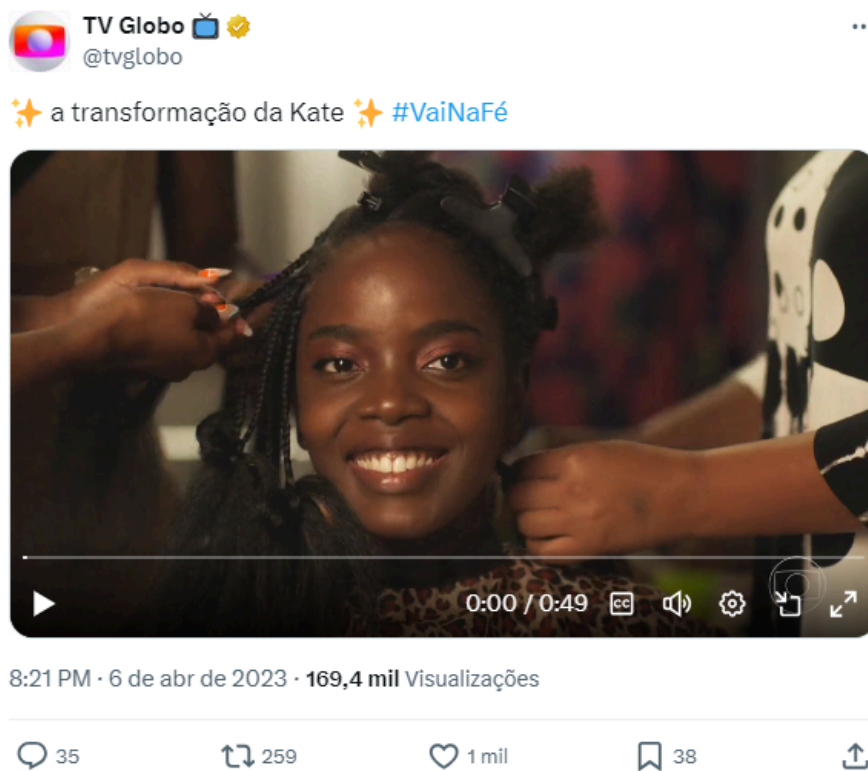 TV Globo
@tvglobo
a transformação da Kate #VaiNaFé
0:00 / 0:49 CC
8:21 PM · 6 de abr de 2023 · 169,4 mil Visualizações
35 259 1 mil 38